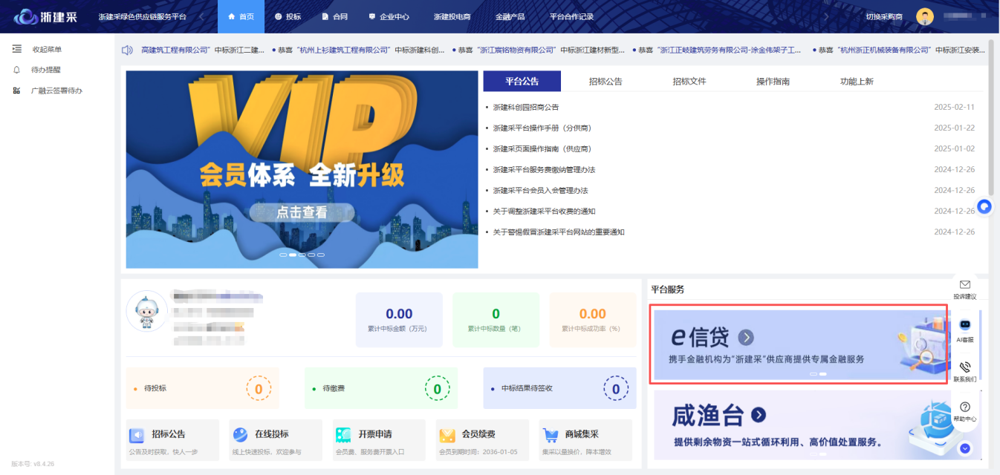 浙建采 浙建采绿色供应链服务平台 首页 投标 合同 企业中心 浙建投电商 金融产品 平台合作记录 切换采购商
收起菜单
待办提醒
广融云签署待办
高建筑工程有限公司” 中标浙江二建... • 恭喜 “杭州上衫建筑工程有限公司” 中标浙建科创... • 恭喜 “浙江宸铭物资有限公司” 中标浙江建材新型... • 恭喜 “浙江正岐建筑劳务有限公司-涂金伟架子工... • 恭喜 “杭州浙正机械装备有限公司” 中标浙江安装...
VIP
会员体系 全新升级
点击查看
平台公告 招标公告 招标文件 操作指南 功能上新
• 浙建科创园招商公告 2025-02-11
• 浙建采平台操作手册（分供商） 2025-01-22
• 浙建采页面操作指南（供应商） 2025-01-02
• 浙建采平台服务费缴纳管理办法 2024-12-26
• 浙建采平台会员入会管理办法 2024-12-26
• 关于调整浙建采平台收费的通知 2024-12-26
• 关于警惕假冒浙建采平台网站的重要通知 2024-12-26
0.00
累计中标金额（万元）
0
累计中标数量（笔）
0.00
累计中标成功率（%）
• 待投标 0
• 待缴费 0
• 中标结果待签收 0
招标公告
公告及时获取，快人一步
在线投标
线上快速投标，欢迎参与
开票申请
会员费、服务费开票入口
会员续费
会员到期时间：2036-01-05
商城集采
集采以量换价，降本增效
平台服务
e信贷
携手金融机构为“浙建采”供应商提供专属金融服务
咸渔台
提供剩余物资一站式循环利用、高价值处置服务。
投诉建议
AI客服
联系我们
帮助中心
版本号: v8.4.26